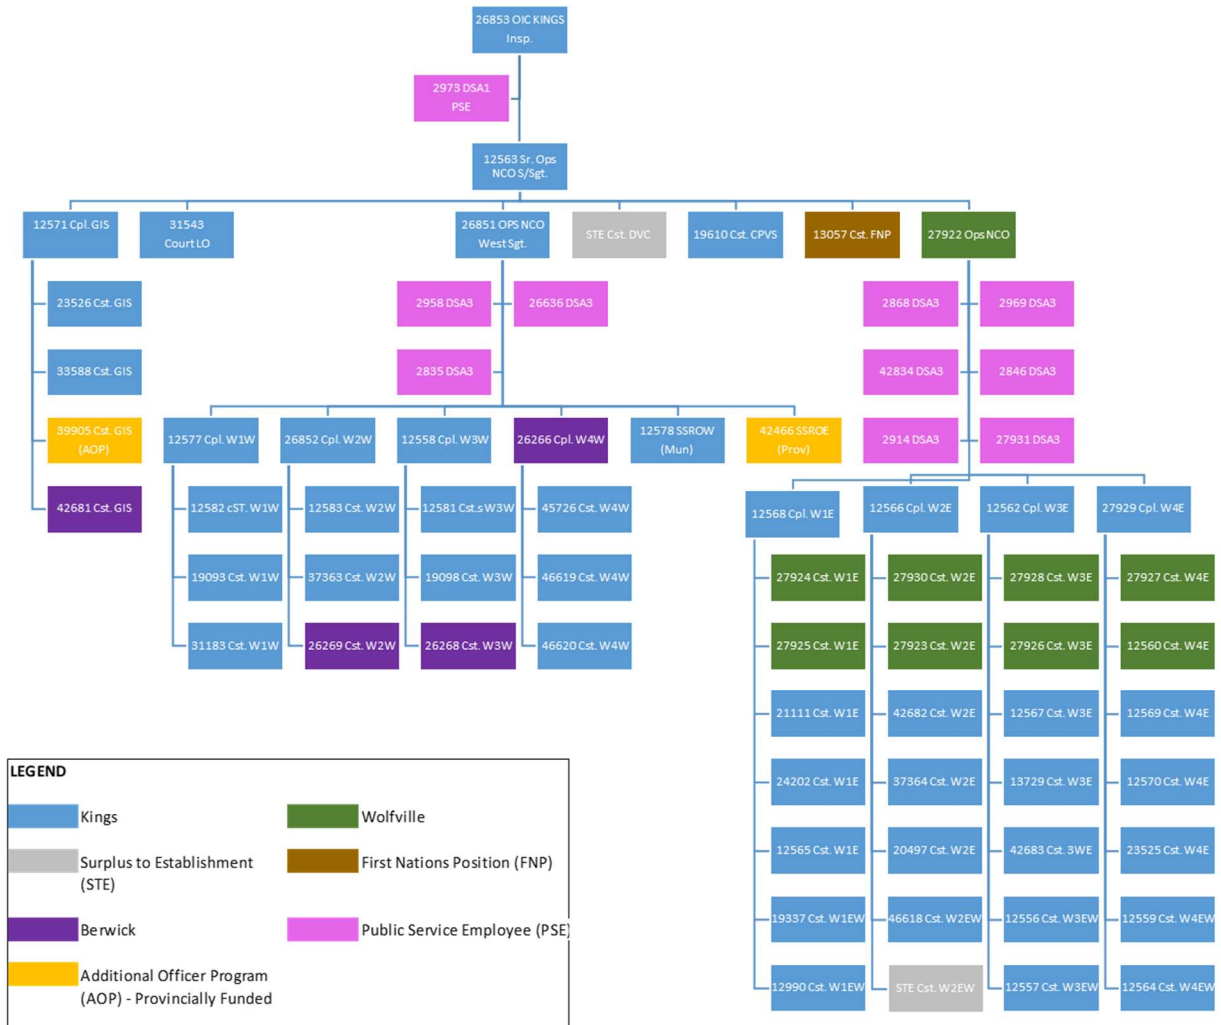 26853 OIC KINGS
Insp.
2973 DSA1
PSE
12563 Sr. Ops
NCO S/Sgt.
12571 Cpl. GIS
31543
Court LO
26851 OPS NCO
West Sgt.
STE Cst. DVC
19610 Cst. CPVS
13057 Cst. FNP
27922 Ops NCO
23526 Cst. GIS
33588 Cst. GIS
39905 Cst. GIS
(AOP)
42681 Cst. GIS
2958 DSA3
26636 DSA3
2835 DSA3
12577 Cpl. W1W
26852 Cpl. W2W
12558 Cpl. W3W
26266 Cpl. W4W
12578 SSROW
(Mun)
42466 SSROE
(Prov)
12582 cST. W1W
12583 Cst. W2W
12581 Cst.s W3W
45726 Cst. W4W
19093 Cst. W1W
37363 Cst. W2W
19098 Cst. W3W
46619 Cst. W4W
31183 Cst. W1W
26269 Cst. W2W
26268 Cst. W3W
46620 Cst. W4W
2868 DSA3
2969 DSA3
42834 DSA3
2846 DSA3
2914 DSA3
27931 DSA3
12568 Cpl. W1E
12566 Cpl. W2E
12562 Cpl. W3E
27929 Cpl. W4E
27924 Cst. W1E
27930 Cst. W2E
27928 Cst. W3E
27927 Cst. W4E
27925 Cst. W1E
27923 Cst. W2E
27926 Cst. W3E
12560 Cst. W4E
21111 Cst. W1E
42682 Cst. W2E
12567 Cst. W3E
12569 Cst. W4E
24202 Cst. W1E
37364 Cst. W2E
13729 Cst. W3E
12570 Cst. W4E
12565 Cst. W1E
20497 Cst. W2E
42683 Cst. 3WE
23525 Cst. W4E
19337 Cst. W1EW
46618 Cst. W2EW
12556 Cst. W3EW
12559 Cst. W4EW
12990 Cst. W1EW
STE Cst. W2EW
12557 Cst. W3EW
12564 Cst. W4EW
LEGEND
Kings
Wolfville
Surplus to Establishment
(STE)
First Nations Position (FNP)
Berwick
Public Service Employee (PSE)
Additional Officer Program
(AOP) - Provincially Funded